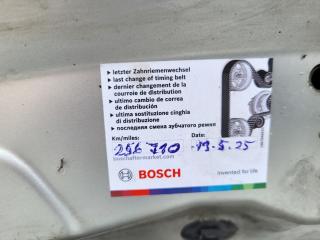 ▸ letzter Zahnriemenwechsel
▸ last change of timing belt
▸ dernier changement de la
courroie de distribution
▸ ultimo cambio de correa
de distribución
▸ ultima sostituzione cinghia
di distribuzione
▸ последняя смена зубчатого ремня
Km/miles: Date:
256 710 19.5.25
boschaftermarket.com
BOSCH
Invented for life